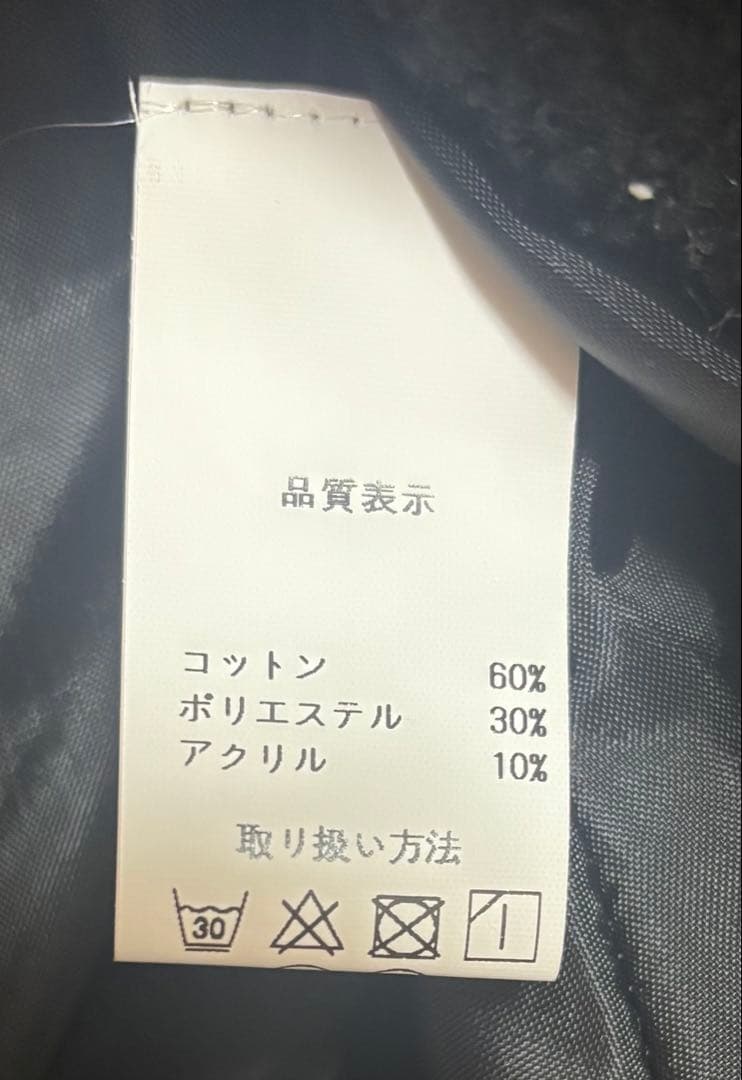 品質表示
コットン 60%
ポリエステル 30%
アクリル 10%
取り扱い方法
30